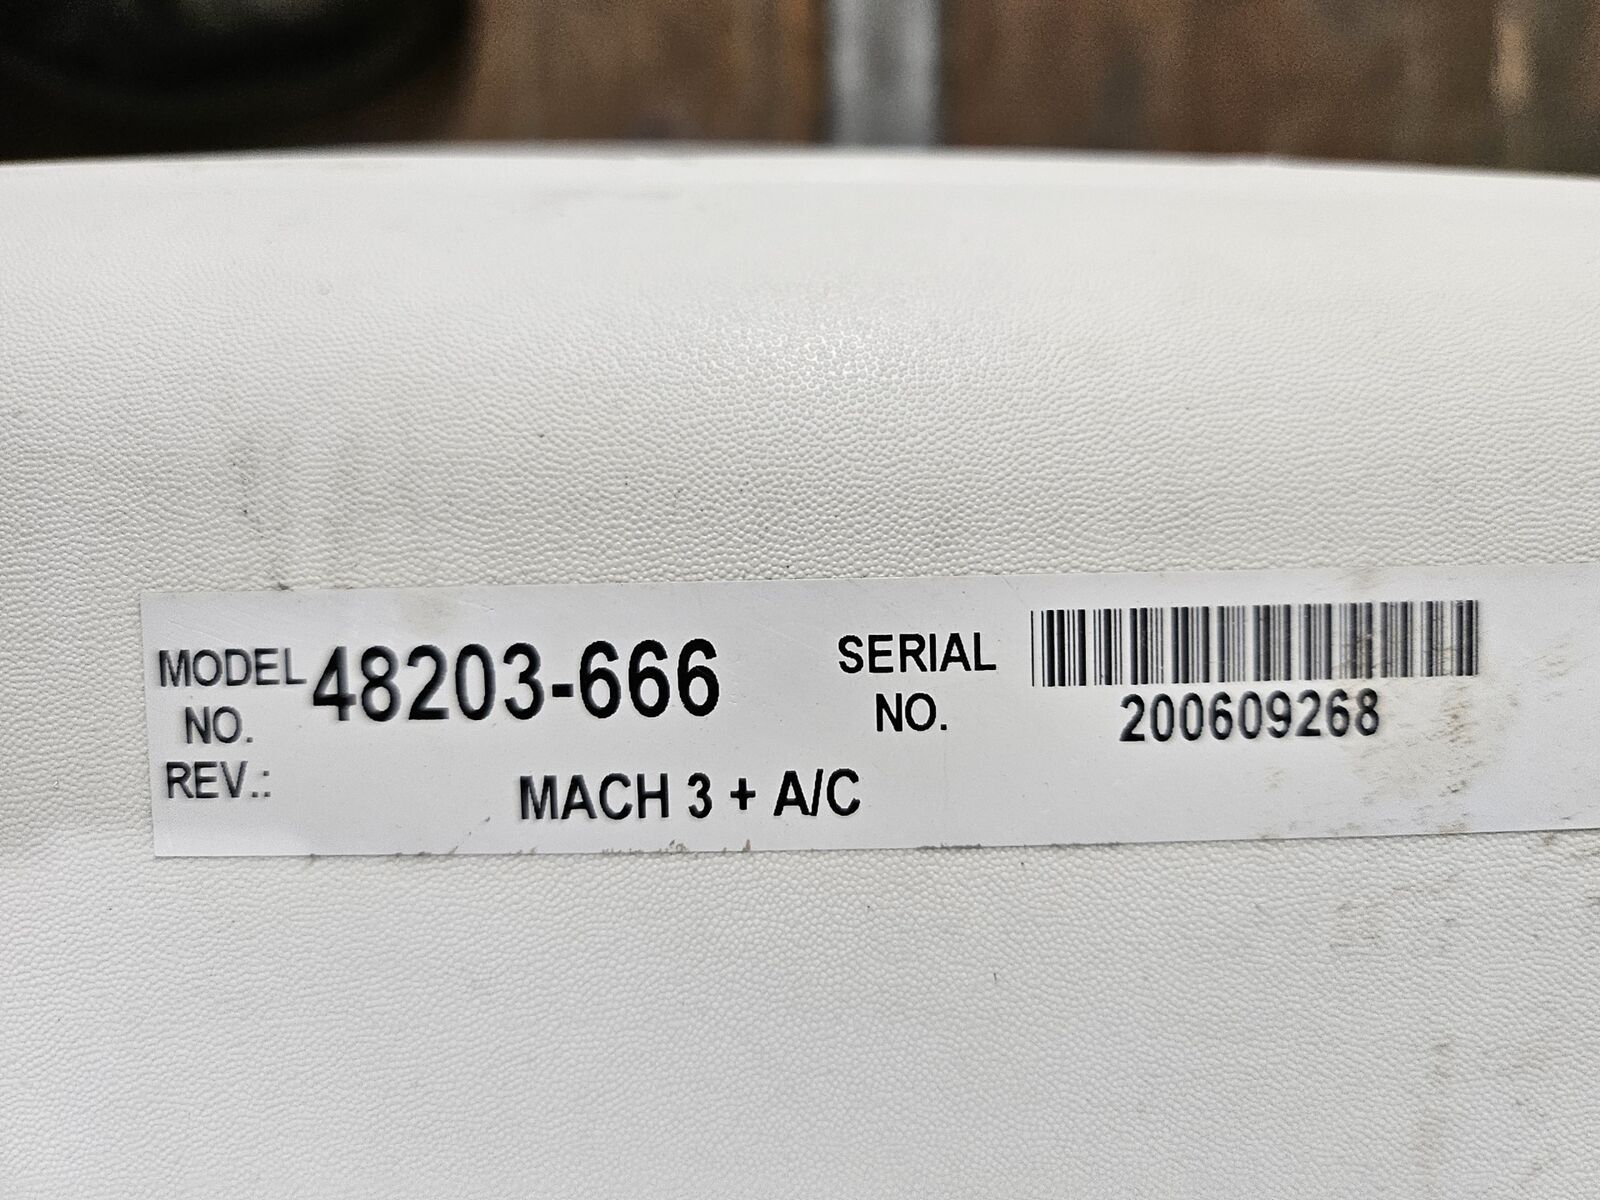 MODEL NO. 48203-666
SERIAL NO. 200609268
REV.:
MACH 3 + A/C